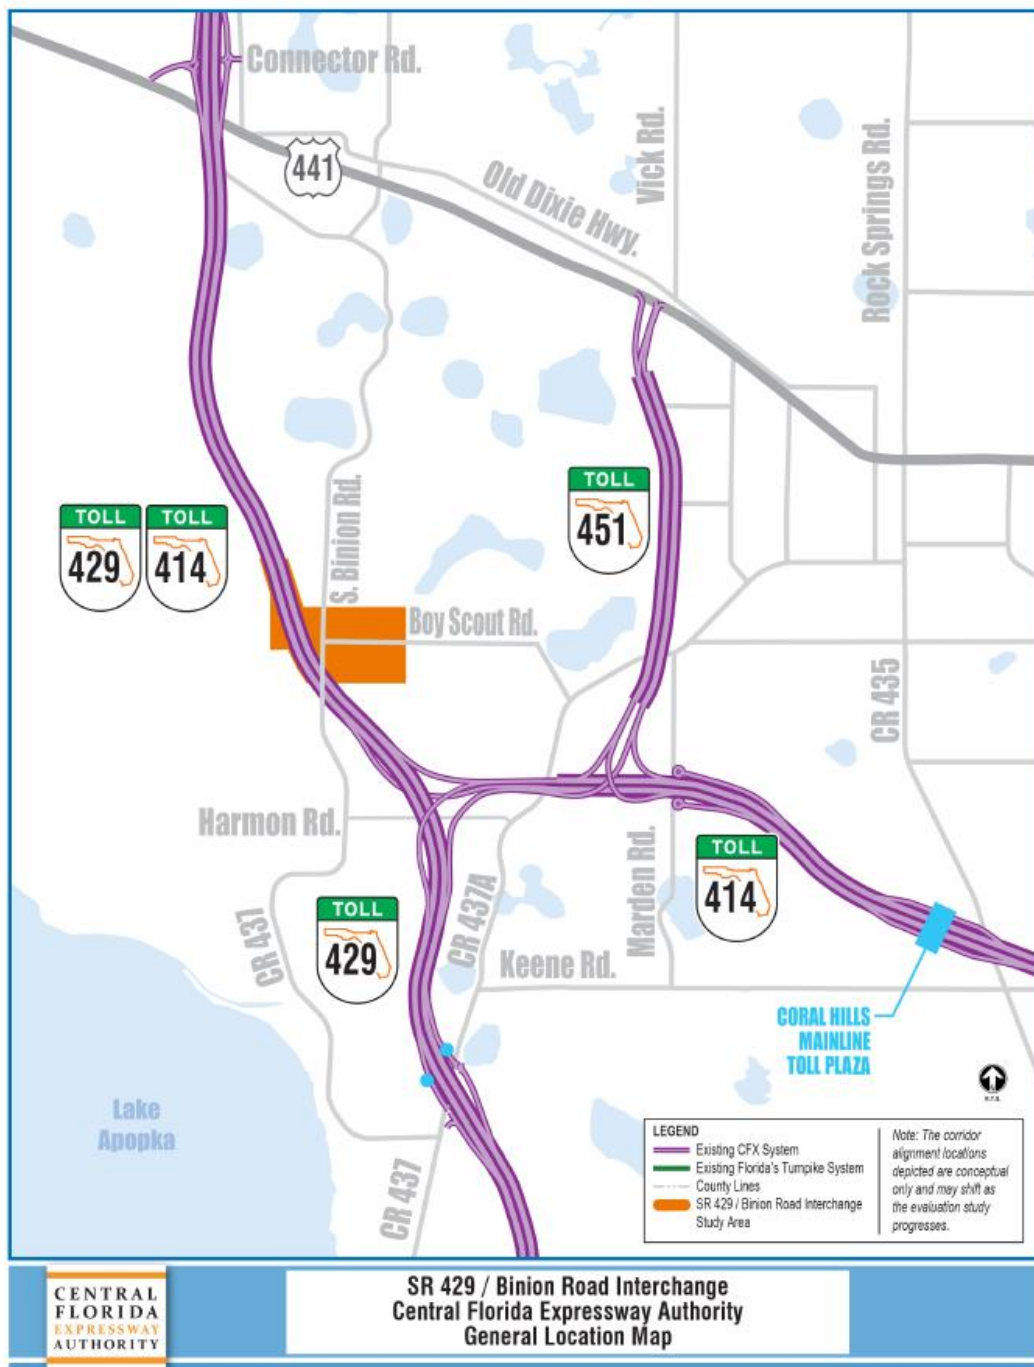 Connector Rd.
441
Old Dixie Hwy.
Vick Rd.
Rock Springs Rd.
TOLL
429
TOLL
414
S. Binion Rd.
TOLL
451
Boy Scout Rd.
CR 435
Harmon Rd.
Marden Rd.
TOLL
414
TOLL
429
CR 437
CR 437A
Keene Rd.
CORAL HILLS
MAINLINE
TOLL PLAZA
N.T.S.
Lake
Apopka
CR 437
LEGEND
Existing CFX System
Existing Florida's Turnpike System
County Lines
SR 429 / Binion Road Interchange
Study Area
Note: The corridor
alignment locations
depicted are conceptual
only and may shift as
the evaluation study
progresses.
CENTRAL
FLORIDA
EXPRESSWAY
AUTHORITY
SR 429 / Binion Road Interchange
Central Florida Expressway Authority
General Location Map